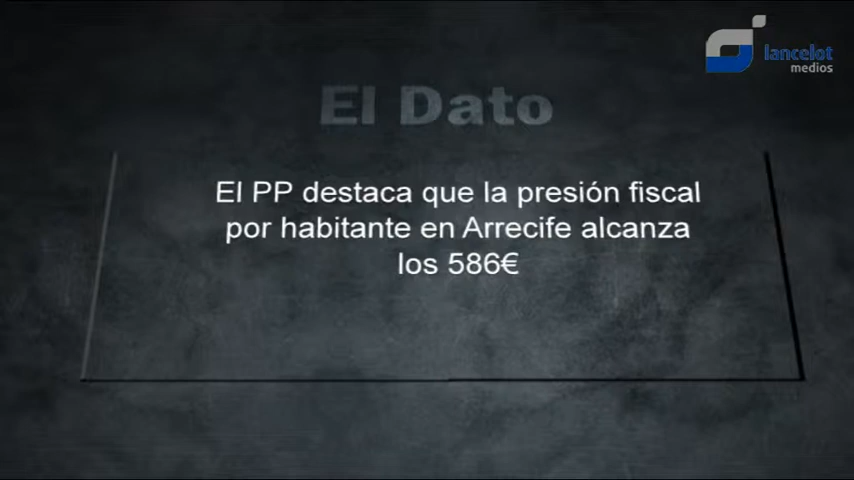 lancelot
medios
El Dato
El PP destaca que la presión fiscal
por habitante en Arrecife alcanza
los 586€